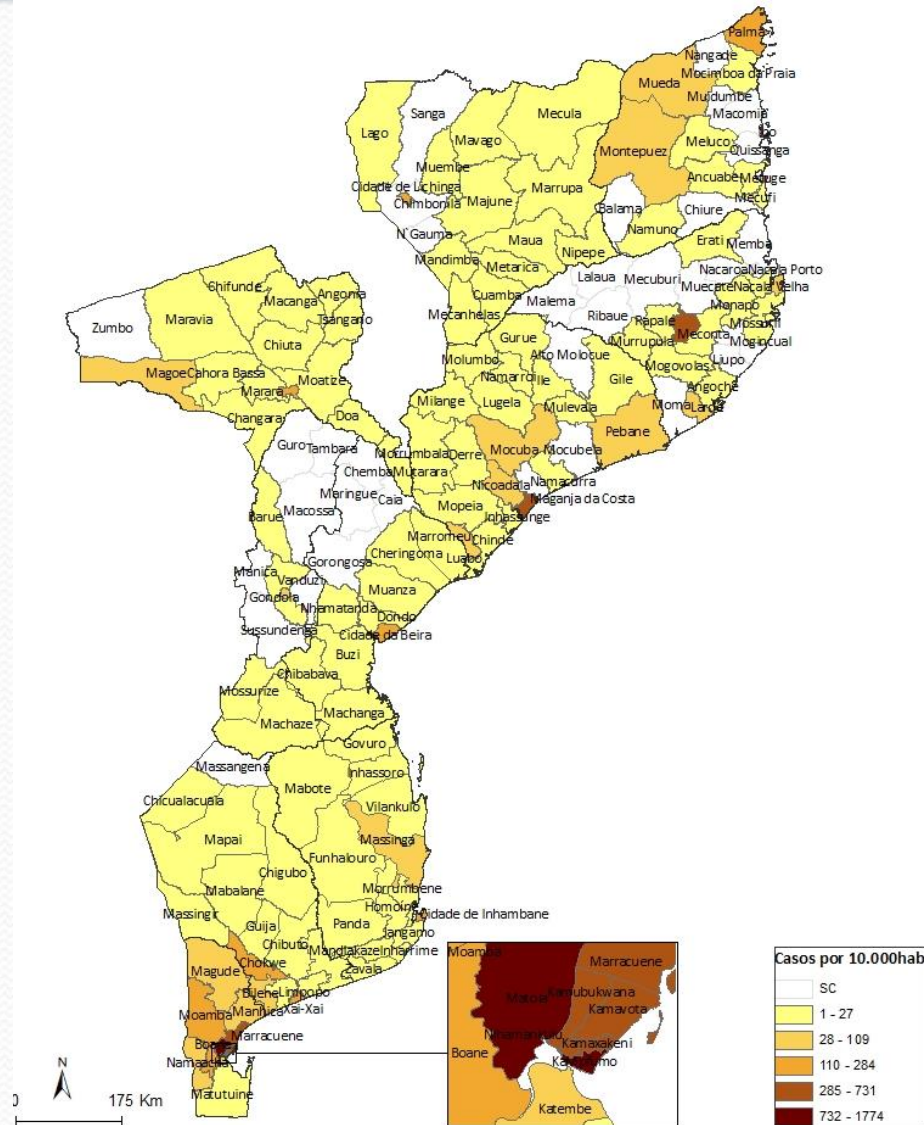 Palma
Nangade
Mocimboa da Praia
Mueda
Muidumbe
Macomia
Mecula
Sanga
Lago
Mavago
Ibo
Quissanga
Montepuez
Meluco
Muembe
Ancuabe
Metuge
Cidade de Lichinga
Marrupa
Mecufi
Chimbonila
Majune
Balama
Chiure
Namuno
N'Gauma
Maua
Erati
Memba
Nipepe
Mandimba
Metarica
Lalaua
Mecuburi
Nacaroa
Nacala Porto
Muecate
Nacala Velha
Chifunde
Angonia
Macanga
Cuamba
Malema
Monapo
Zumbo
Maravia
Tsangano
Mecanhelas
Ribaue
Rapale
Mossuril
Chiuta
Gurue
Murrupula
Meconta
Mogincual
Molumbo
Alto Molocue
Liupo
Magoe
Cahora Bassa
Moatize
Namarroi
Ile
Gile
Mogovolas
Marara
Angoche
Milange
Lugela
Mulevala
Moma
Larde
Changara
Doa
Pebane
Guro
Tambara
Morrumbala
Derre
Mocuba
Mocubela
Chemba
Mutarara
Namacurra
Nicoadala
Maganja da Costa
Maringue
Caia
Mopeia
Barue
Macossa
Inhassunge
Marromeu
Chinde
Cheringoma
Luabo
Gorongosa
Manica
Vanduzi
Muanza
Gondola
Nhamatanda
Dondo
Sussundenga
Cidade da Beira
Buzi
Chibabava
Mossurize
Machanga
Machaze
Govuro
Massangena
Inhassoro
Mabote
Chicualacuala
Vilankulo
Mapai
Massinga
Funhalouro
Chigubo
Mabalane
Morrumbene
Homoine
Massingir
Cidade de Inhambane
Guija
Panda
Jangamo
Chibuto
Mandlakaze
Inharrime
Chokwe
Zavala
Magude
Bilene
Limpopo
Moamba
Manhica
Xai-Xai
Marracuene
Boane
Namaacha
Matutuine
Moamba
Marracuene
Matola
Kamubukwana
Kamavota
Nlhamankulu
Kamaxakeni
Boane
Kampfumo
Katembe
N
0
175 Km
Casos por 10.000hab
SC
1 - 27
28 - 109
110 - 284
285 - 731
732 - 1774